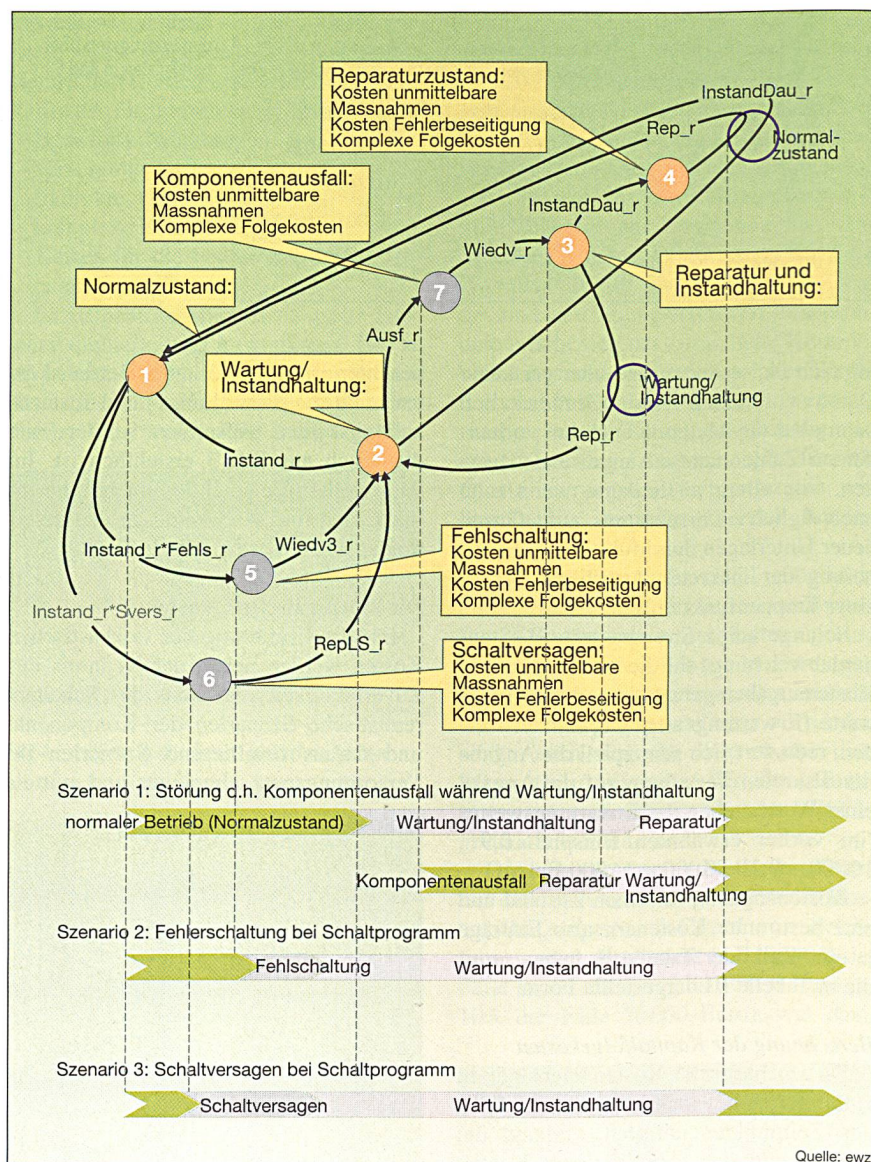 Reparaturzustand:
Kosten unmittelbare
Massnahmen
Kosten Fehlerbeseitigung
Komplexe Folgekosten
InstandDau_r
Rep_r
Normal-
zustand
4
Komponentenausfall:
Kosten unmittelbare
Massnahmen
Komplexe Folgekosten
InstandDau_r
Wiedv_r
3
Reparatur und
Instandhaltung:
Normalzustand:
7
Ausf_r
1
Wartung/
Instandhaltung:
Wartung/
Instandhaltung
Rep_r
2
Instand_r
Instand_r*Fehls_r
Wiedv3_r
5
Fehlschaltung:
Kosten unmittelbare
Massnahmen
Kosten Fehlerbeseitigung
Komplexe Folgekosten
Instand_r*Svers_r
RepLS_r
6
Schaltversagen:
Kosten unmittelbare
Massnahmen
Kosten Fehlerbeseitigung
Komplexe Folgekosten
Szenario 1: Störung d.h. Komponentenausfall während Wartung/Instandhaltung
normaler Betrieb (Normalzustand) Wartung/Instandhaltung Reparatur
Komponentenausfall Reparatur Wartung/
Instandhaltung
Szenario 2: Fehlerschaltung bei Schaltprogramm
Fehlschaltung Wartung/Instandhaltung
Szenario 3: Schaltversagen bei Schaltprogramm
Schaltversagen Wartung/Instandhaltung
Quelle: ewz